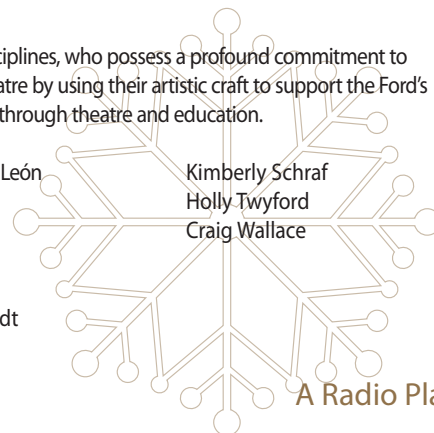 ciplines, who possess a profound commitment to
atre by using their artistic craft to support the Ford’s
through theatre and education.
León
Kimberly Schraf
Holly Twyford
Craig Wallace
dt
A Radio Pla